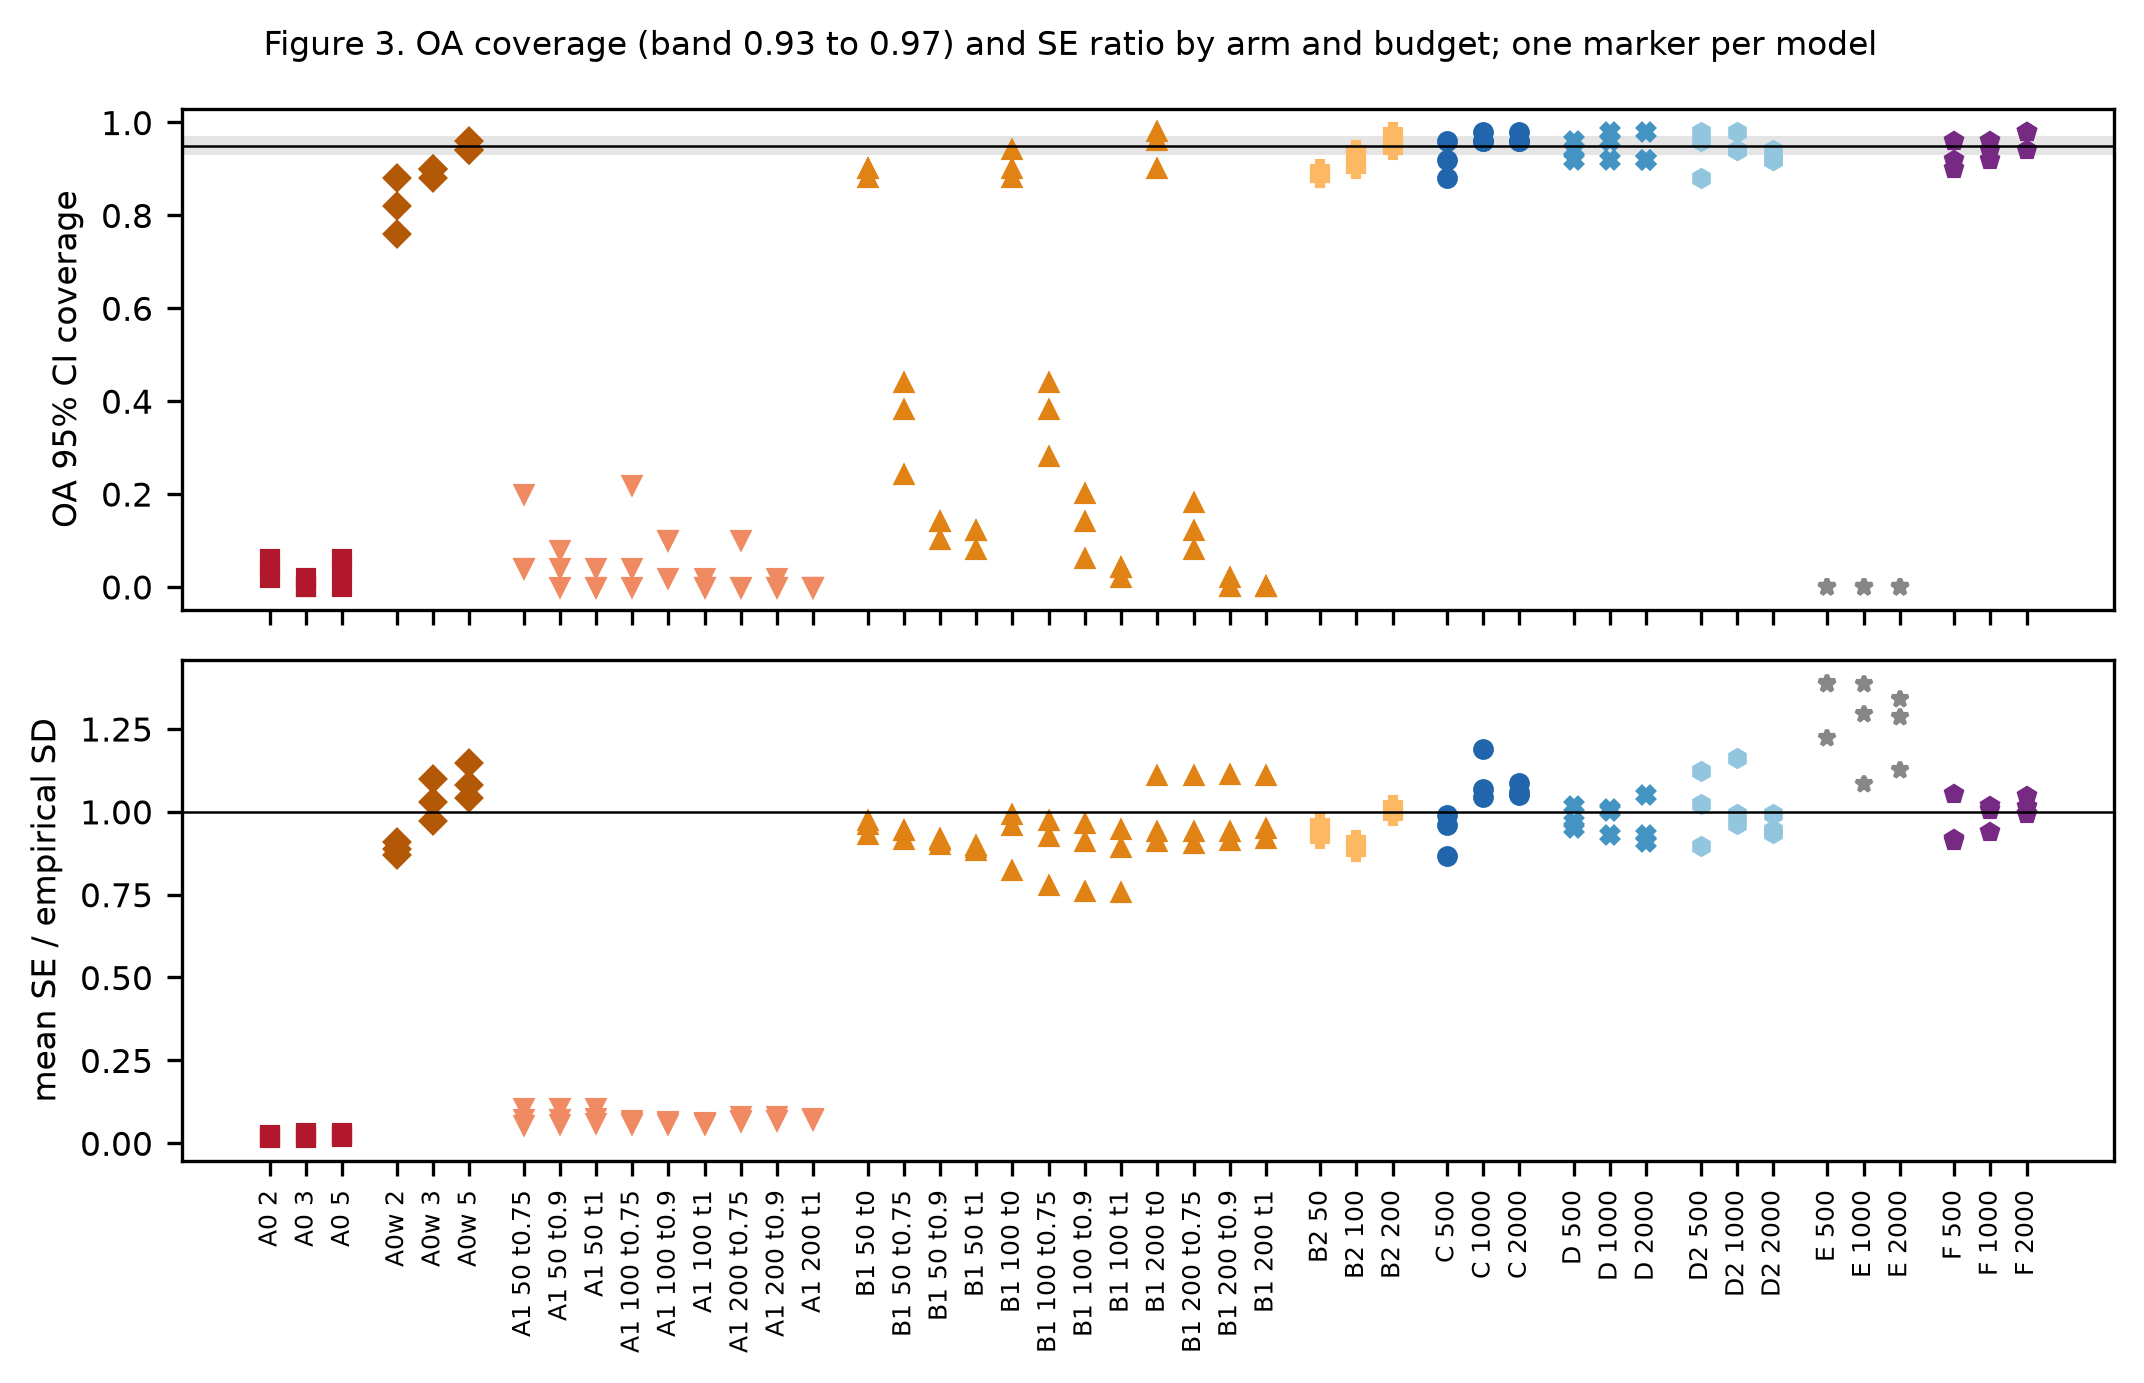 Figure 3. OA coverage (band 0.93 to 0.97) and SE ratio by arm and budget; one marker per model
OA 95% CI coverage
1.0
0.8
0.6
0.4
0.2
0.0
mean SE / empirical SD
1.25
1.00
0.75
0.50
0.25
0.00
A0 2
A0 3
A0 5
A0w 2
A0w 3
A0w 5
A1 50 t0.75
A1 50 t0.9
A1 50 t1
A1 100 t0.75
A1 100 t0.9
A1 100 t1
A1 200 t0.75
A1 200 t0.9
A1 200 t1
B1 50 t0
B1 50 t0.75
B1 50 t0.9
B1 50 t1
B1 100 t0
B1 100 t0.75
B1 100 t0.9
B1 100 t1
B1 200 t0
B1 200 t0.75
B1 200 t0.9
B1 200 t1
B2 50
B2 100
B2 200
C 500
C 1000
C 2000
D 500
D 1000
D 2000
D2 500
D2 1000
D2 2000
E 500
E 1000
E 2000
F 500
F 1000
F 2000